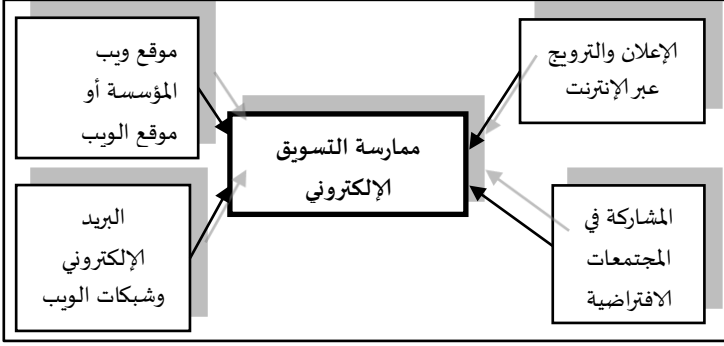 الإعلان والترويج
عبر الإنترنت
موقع ويب
المؤسسة أو
موقع الويب
ممارسة التسويق
الإلكتروني
المشاركة في
المجتمعات
الافتراضية
البريد
الإلكتروني
وشبكات الويب